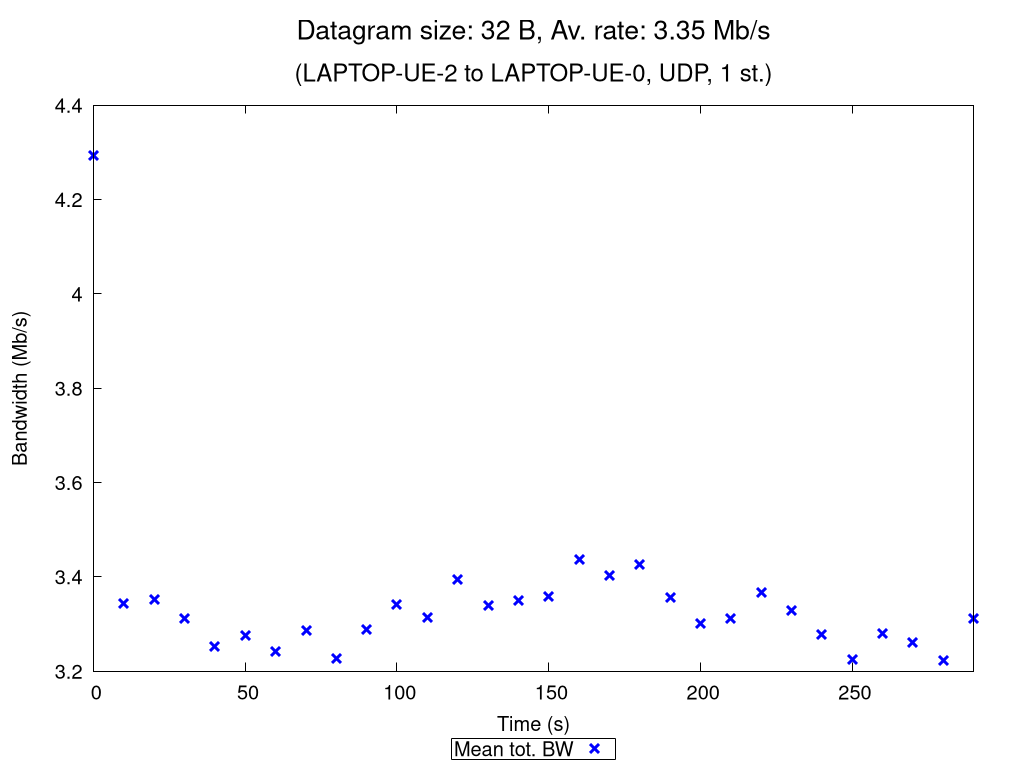 Datagram size: 32 B, Av. rate: 3.35 Mb/s
(LAPTOP-UE-2 to LAPTOP-UE-0, UDP, 1 st.)
4.4
4.2
4
3.8
3.6
3.4
3.2
Bandwidth (Mb/s)
0 50 100 150 200 250
Time (s)
Mean tot. BW